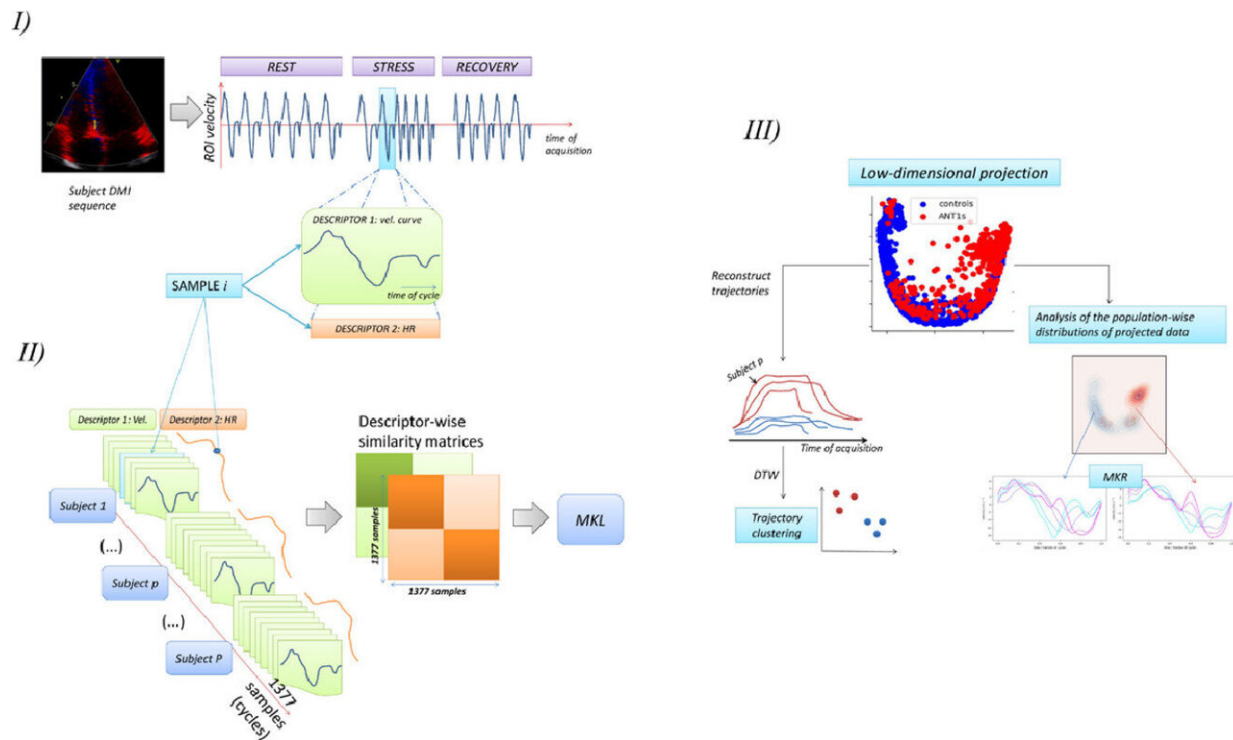 I)
REST
STRESS
RECOVERY
ROI velocity
time of
acquisition
Subject DMI
sequence
DESCRIPTOR 1: vel. curve
time of cycle
SAMPLE i
DESCRIPTOR 2: HR
II)
Descriptor 1: Vel.
Descriptor 2: HR
Subject 1
(...)
Subject p
(...)
Subject P
1377
samples
(cycles)
Descriptor-wise
similarity matrices
1377 samples
1377 samples
MKL
III)
Low-dimensional projection
controls
ANT1s
Reconstruct
trajectories
Analysis of the population-wise
distributions of projected data
Subject p
Time of acquisition
DTW
Trajectory
clustering
MKR